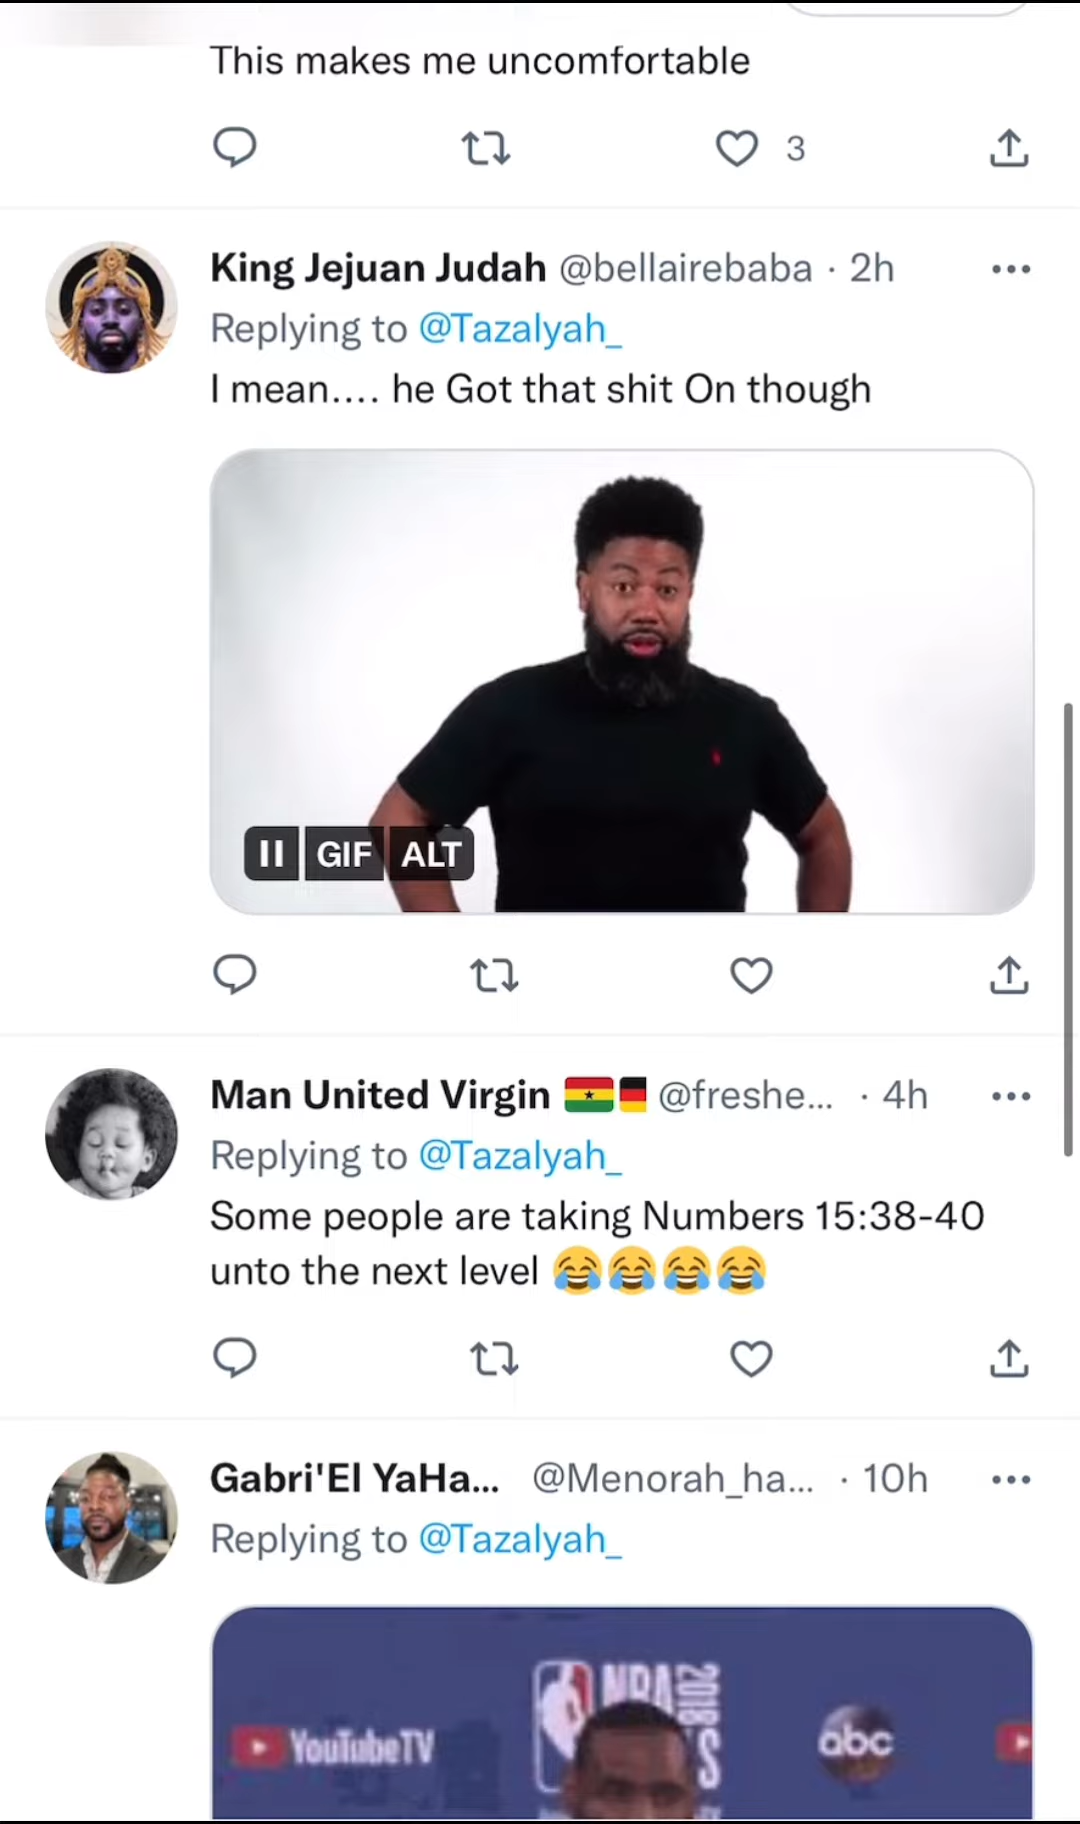 This makes me uncomfortable
3
King Jejuan Judah @bellairebaba · 2h
Replying to @Tazalyah_
I mean.... he Got that shit On though
GIF ALT
Man United Virgin 🇬🇭🇩🇪 @freshe... · 4h
Replying to @Tazalyah_
Some people are taking Numbers 15:38-40
unto the next level 😂😂😂😂
Gabri'El YaHa... @Menorah_ha... · 10h
Replying to @Tazalyah_
NBA 2018
YouTubeTV
abc